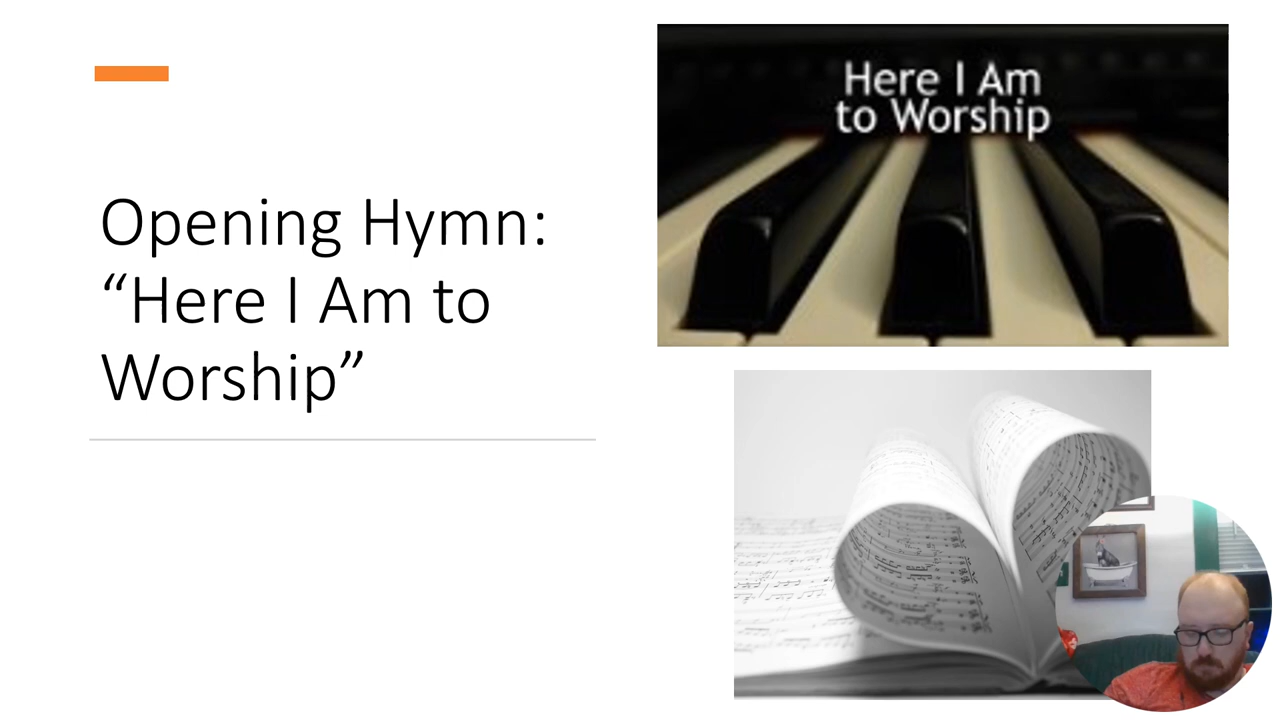 Opening Hymn:
“Here I Am to
Worship”
Here I Am
to Worship